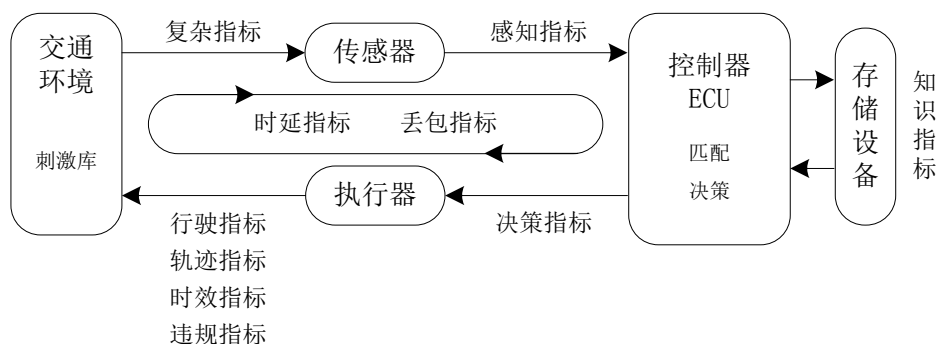 交通
环境
刺激库
复杂指标
传感器
感知指标
控制器
ECU
匹配
决策
存储设备
知识指标
时延指标
丢包指标
执行器
决策指标
行驶指标
轨迹指标
时效指标
违规指标